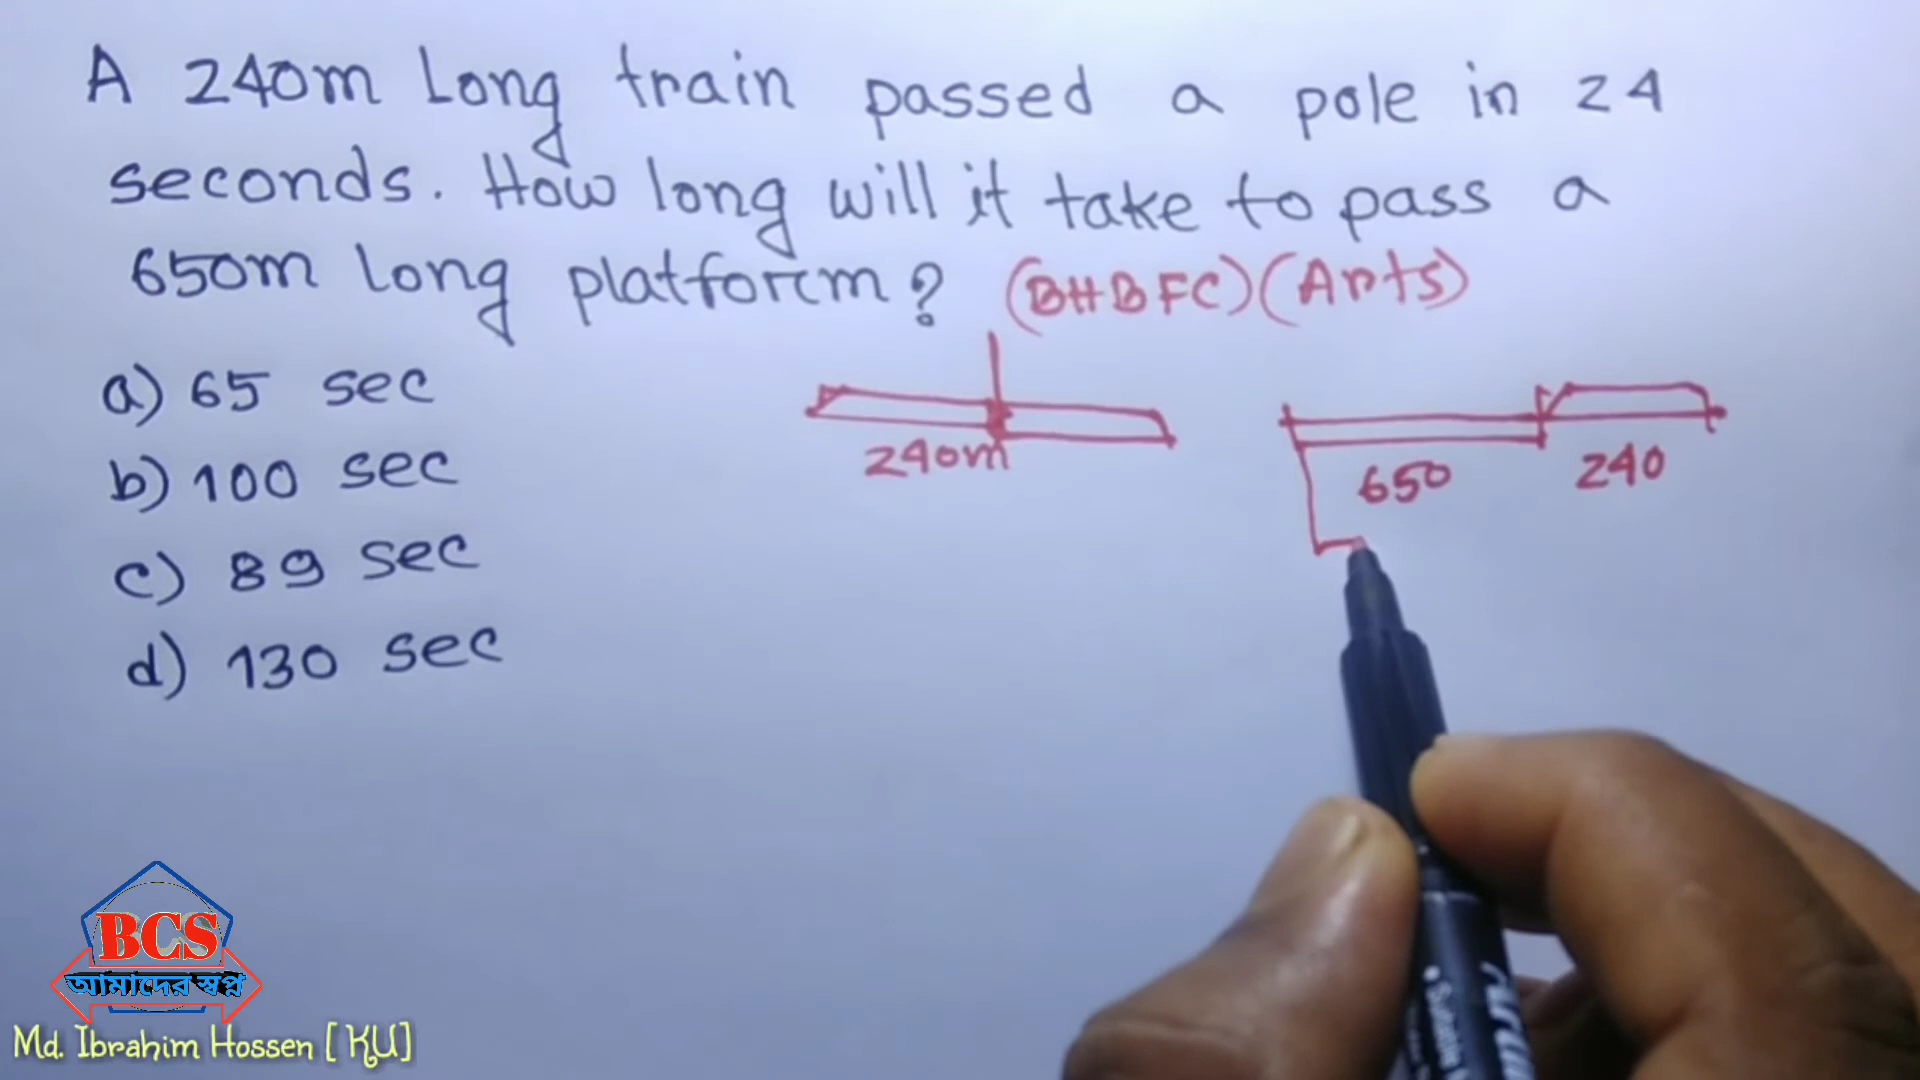 A 240m Long train passed a pole in 24
seconds. How long will it take to pass a
650m long platform? (BHBFC) (Arts)
a) 65 sec
b) 100 sec
c) 89 sec
d) 130 sec
240m
650
240
BCS
আমাদের স্বপ্ন
Md. Ibrahim Hossen [KU]